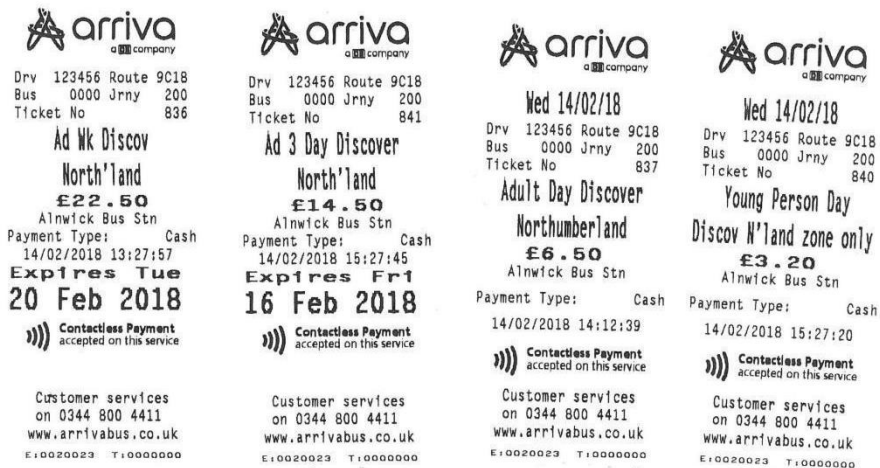 arriva
a DB company
Drv 123456 Route 9C18
Bus 0000 Jrny 200
Ticket No 836
Ad Wk Discov
North'land
£22.50
Alnwick Bus Stn
Payment Type: Cash
14/02/2018 13:27:57
Expires Tue
20 Feb 2018
Contactless Payment
accepted on this service
Customer services
on 0344 800 4411
www.arrivabus.co.uk
E:0020023 T:0000000
arriva
a DB company
Drv 123456 Route 9C18
Bus 0000 Jrny 200
Ticket No 841
Ad 3 Day Discover
North'land
£14.50
Alnwick Bus Stn
Payment Type: Cash
14/02/2018 15:27:45
Expires Fri
16 Feb 2018
Contactless Payment
accepted on this service
Customer services
on 0344 800 4411
www.arrivabus.co.uk
E:0020023 T:0000000
arriva
a DB company
Wed 14/02/18
Drv 123456 Route 9C18
Bus 0000 Jrny 200
Ticket No 837
Adult Day Discover
Northumberland
£6.50
Alnwick Bus Stn
Payment Type: Cash
14/02/2018 14:12:39
Contactless Payment
accepted on this service
Customer services
on 0344 800 4411
www.arrivabus.co.uk
E:0020023 T:0000000
arriva
a DB company
Wed 14/02/18
Drv 123456 Route 9C18
Bus 0000 Jrny 200
Ticket No 840
Young Person Day
Discov N'land zone only
£3.20
Alnwick Bus Stn
Payment Type: Cash
14/02/2018 15:27:20
Contactless Payment
accepted on this service
Customer services
on 0344 800 4411
www.arrivabus.co.uk
E:0020023 T:0000000